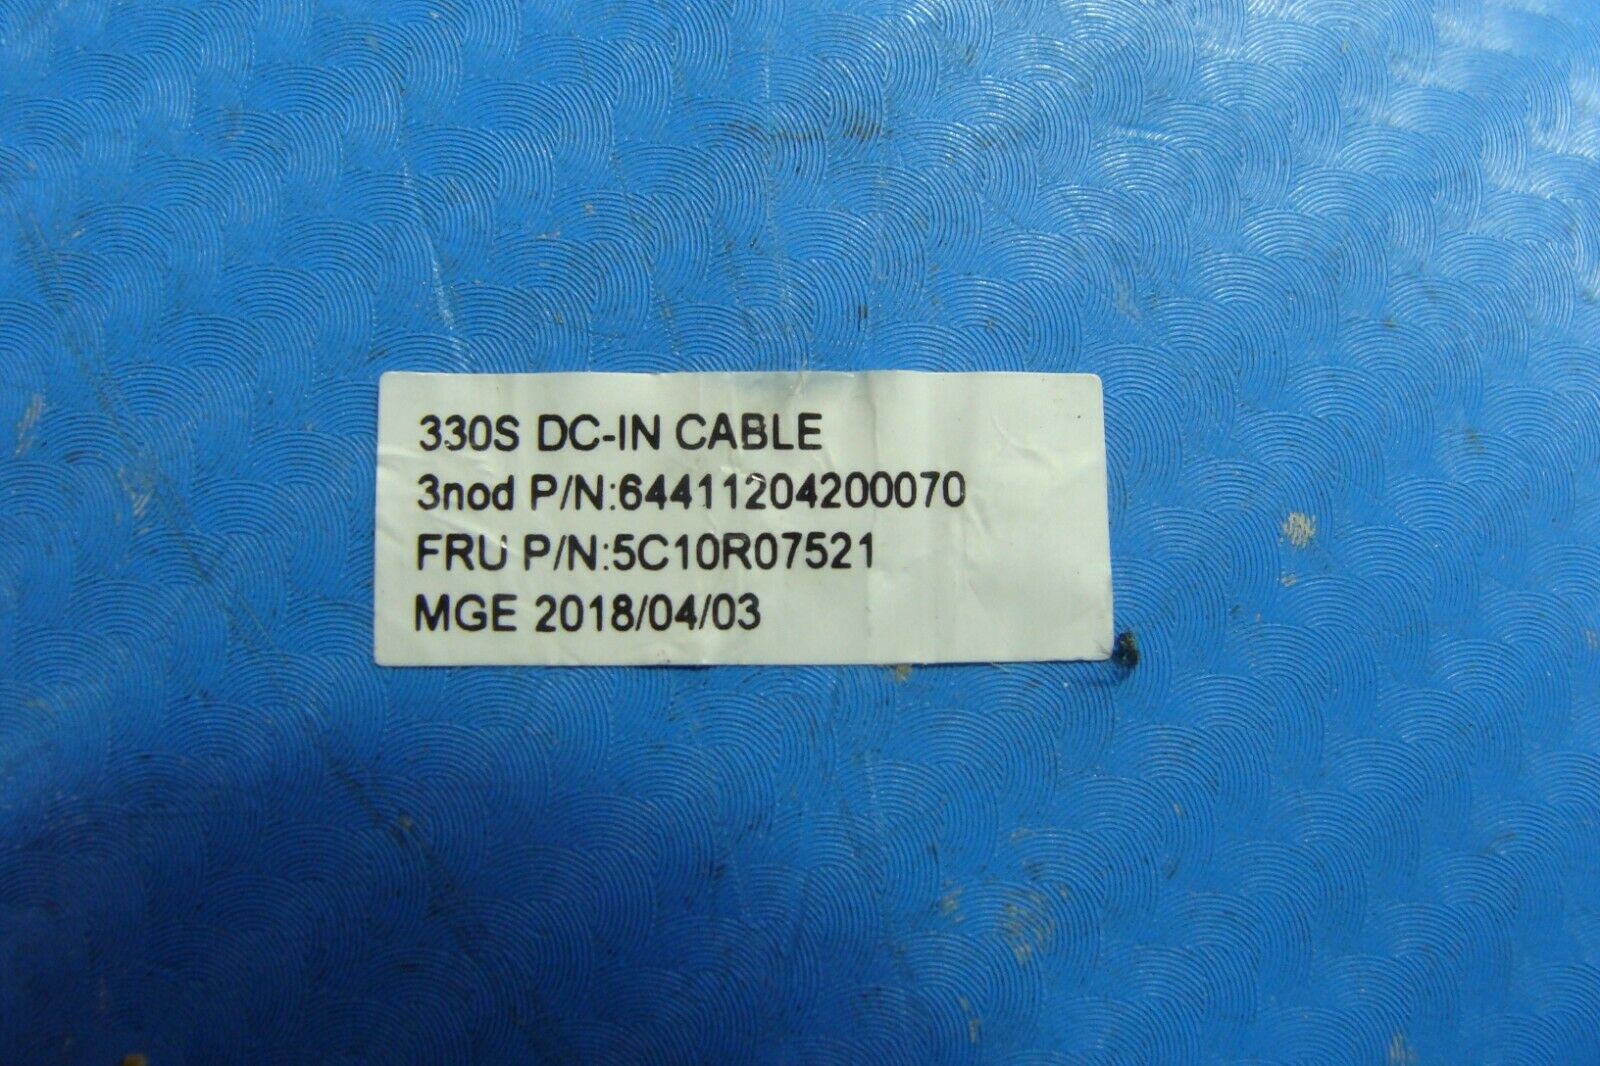 330S DC-IN CABLE
3nod P/N:64411204200070
FRU P/N:5C10R07521
MGE 2018/04/03